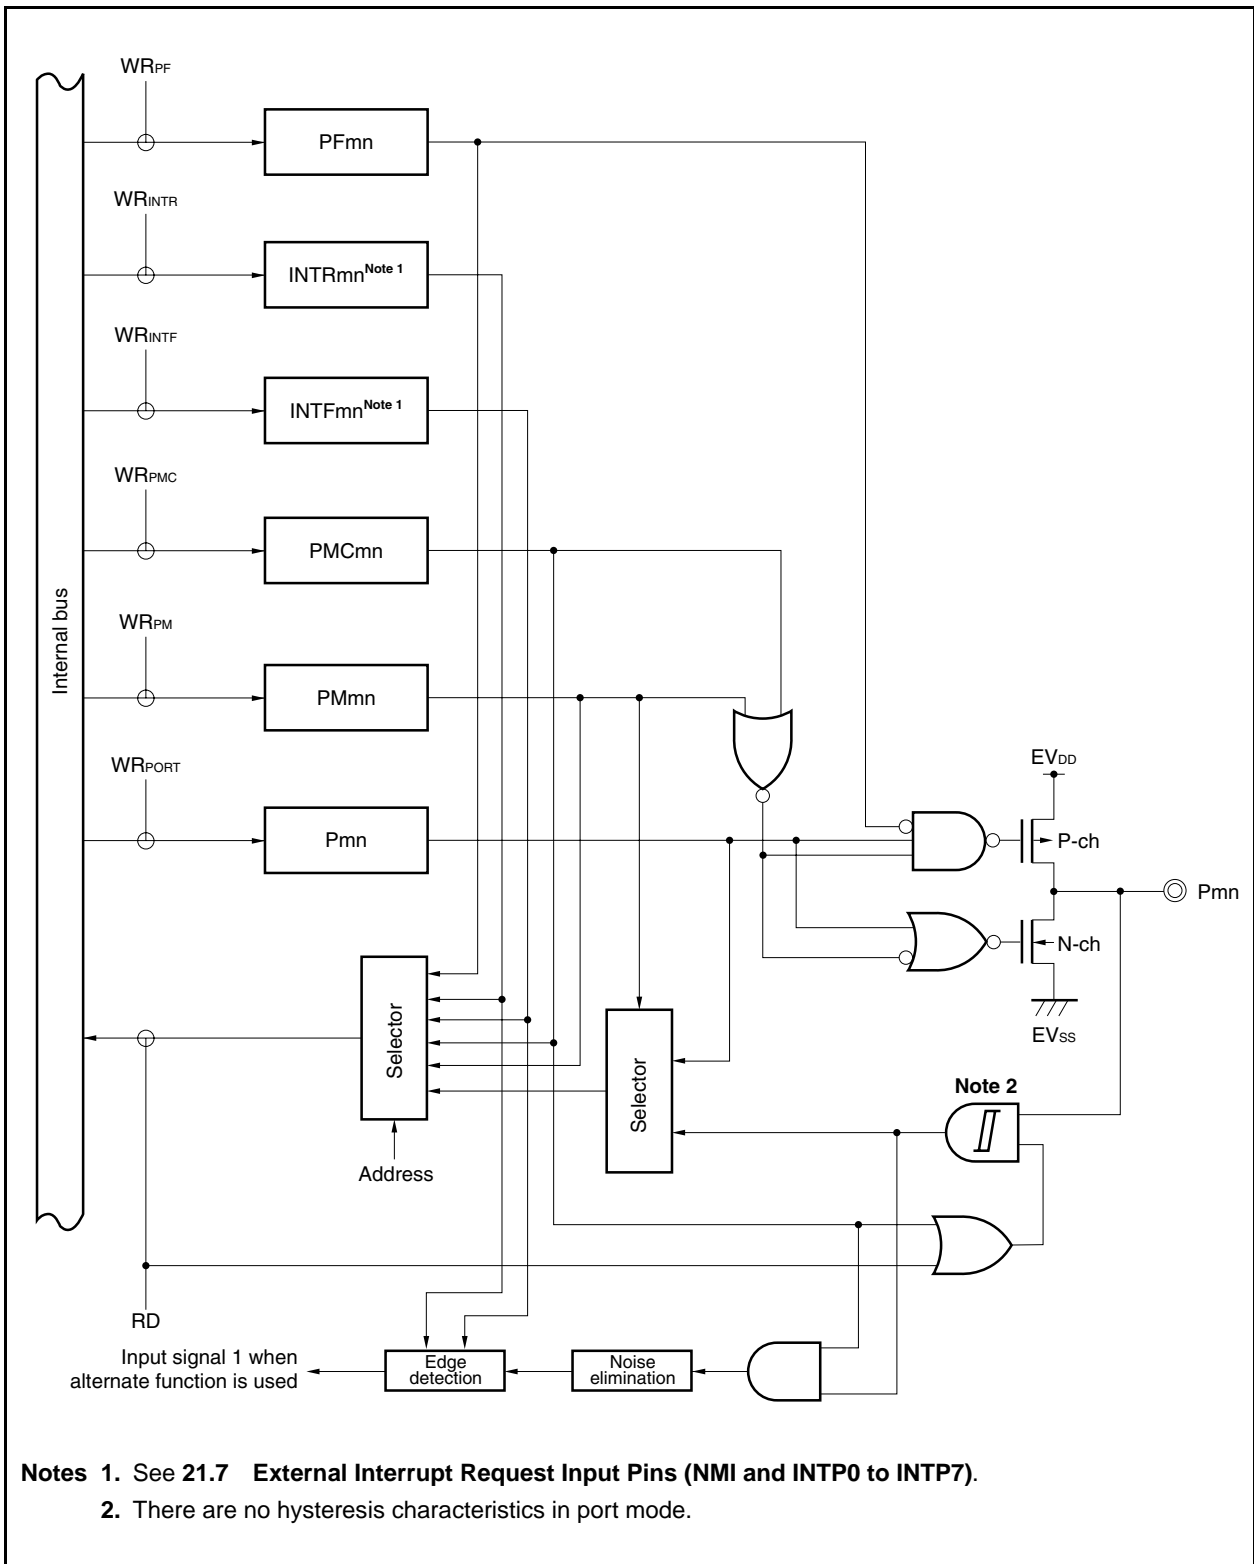 WRPF
PFmn
WRINTR
INTRmnNote 1
WRINTF
INTFmnNote 1
WRPMC
PMCmn
Internal bus
WRPM
PMmn
WRPORT
Pmn
EVDD
P-ch
Pmn
N-ch
EVSS
Selector
Selector
Address
Note 2
RD
Input signal 1 when
alternate function is used
Edge
detection
Noise
elimination
Notes 1. See 21.7 External Interrupt Request Input Pins (NMI and INTP0 to INTP7).
2. There are no hysteresis characteristics in port mode.